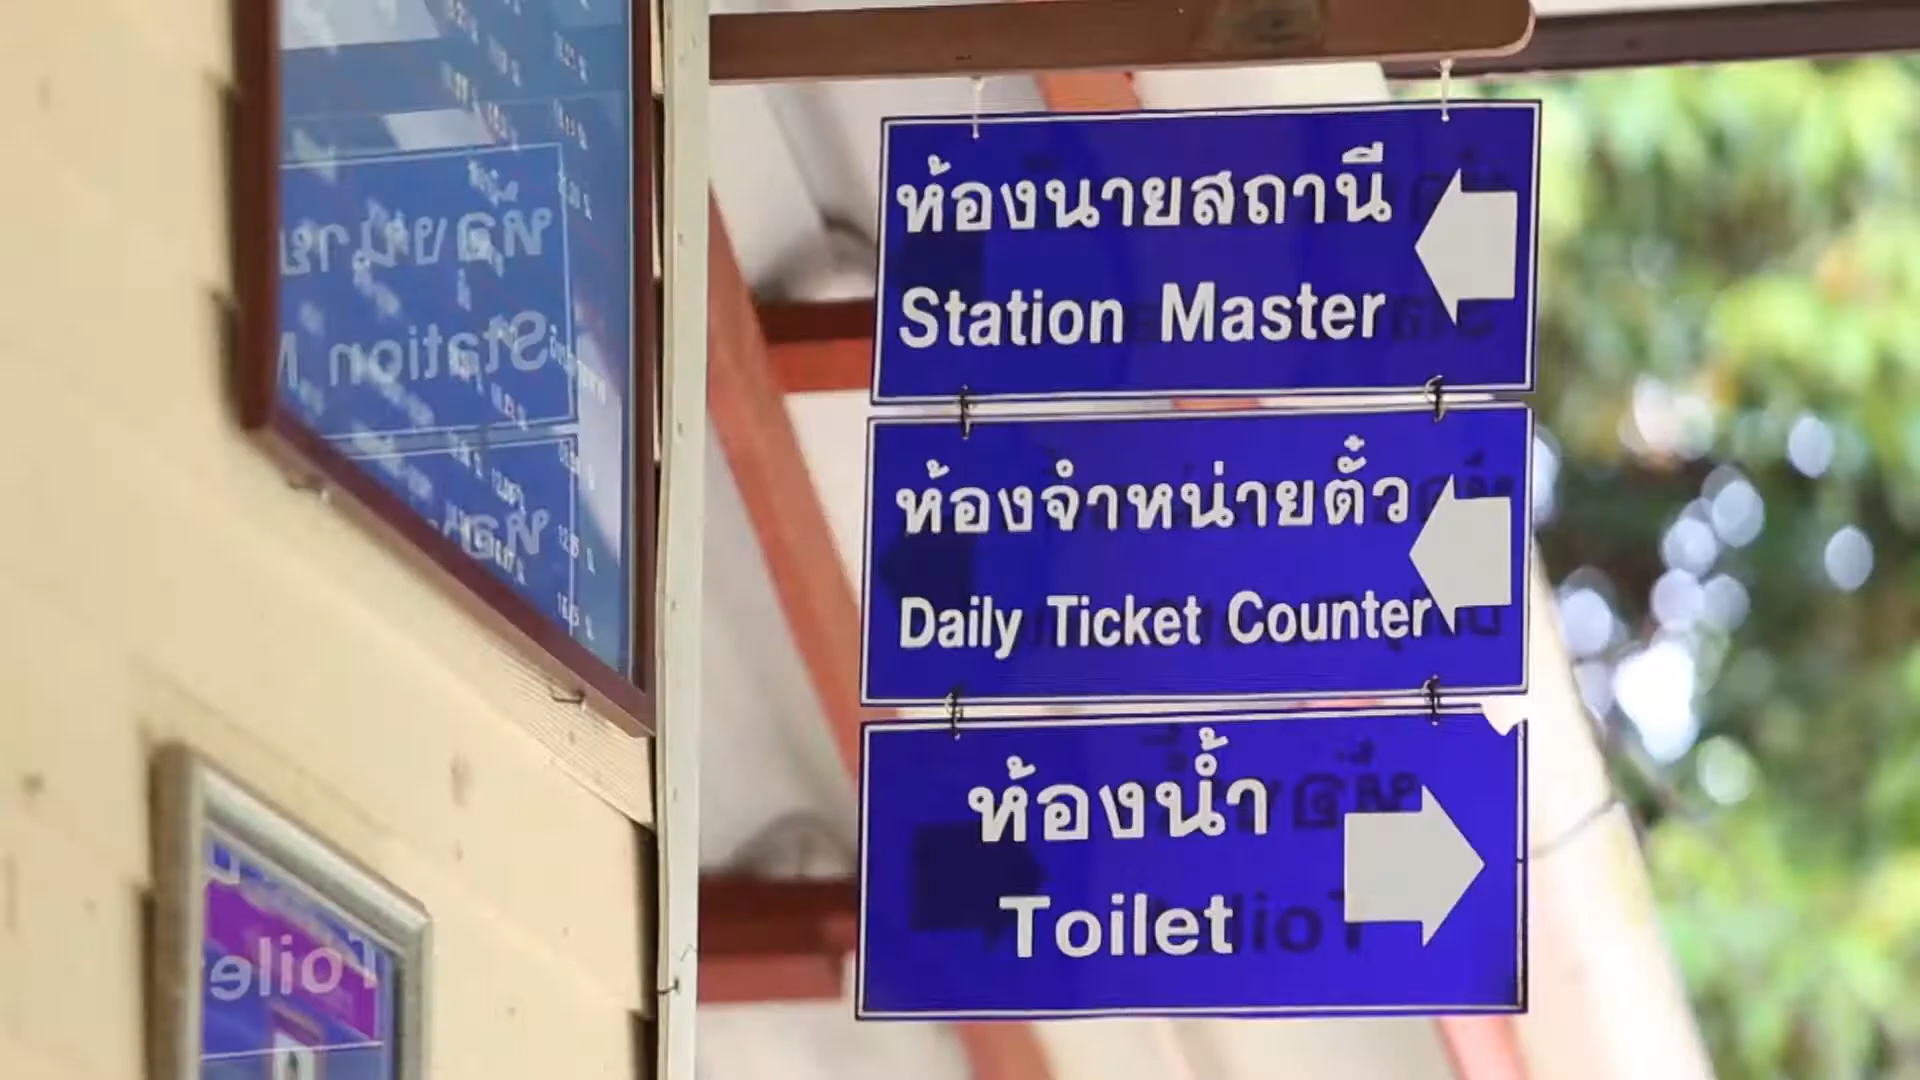 ห้องนายสถานี
Station Master
ห้องจำหน่ายตั๋ว
Daily Ticket Counter
ห้องน้ำ
Toilet